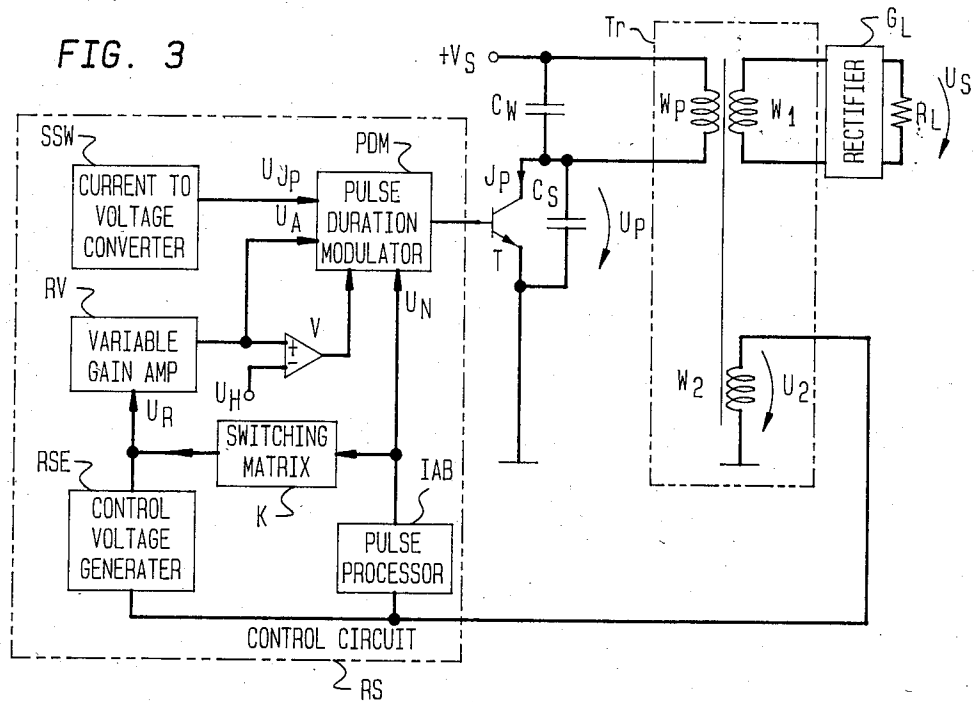 FIG. 3
Tr
GL
+VS
CW
WP
W1
RECTIFIER
RL
US
SSW
CURRENT TO
VOLTAGE
CONVERTER
UJP
UA
PDM
PULSE
DURATION
MODULATOR
JP
CS
UP
T
UN
RV
VARIABLE
GAIN AMP
V
+
−
UH
UR
W2
U2
SWITCHING
MATRIX
K
IAB
RSE
CONTROL
VOLTAGE
GENERATER
PULSE
PROCESSOR
CONTROL CIRCUIT
RS